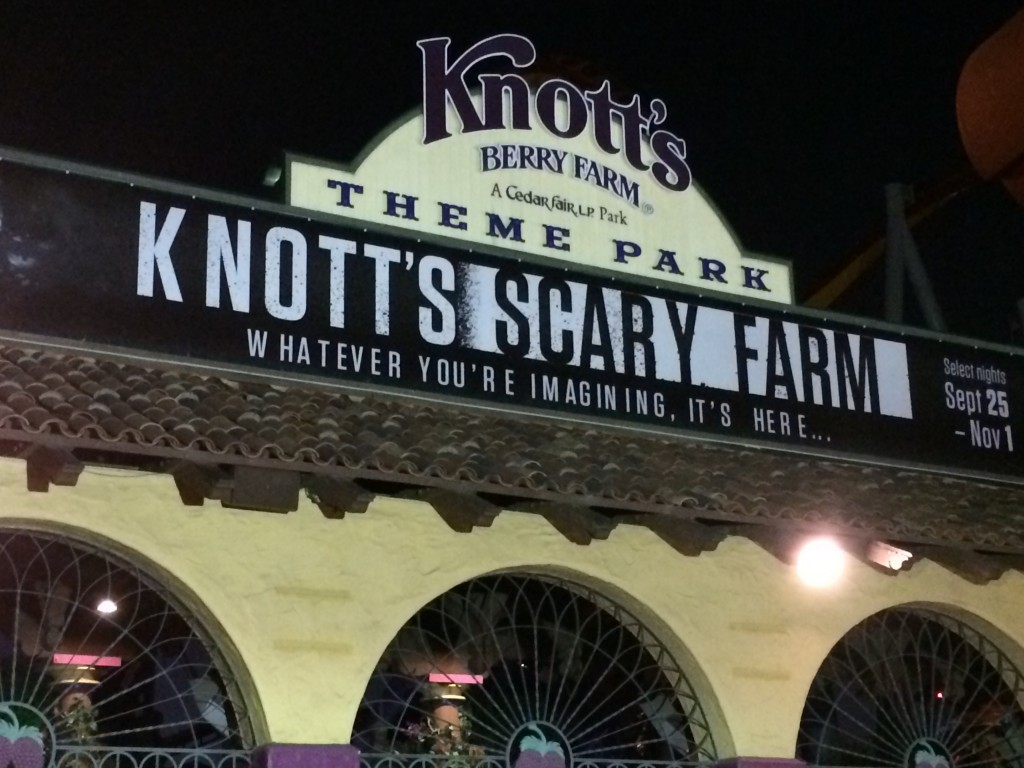 Knott's
BERRY FARM®
A Cedar Fair, L.P. Park
THEME PARK
KNOTT'S SCARY FARM
WHATEVER YOU'RE IMAGINING, IT'S HERE...
Select nights
Sept 25
- Nov 1